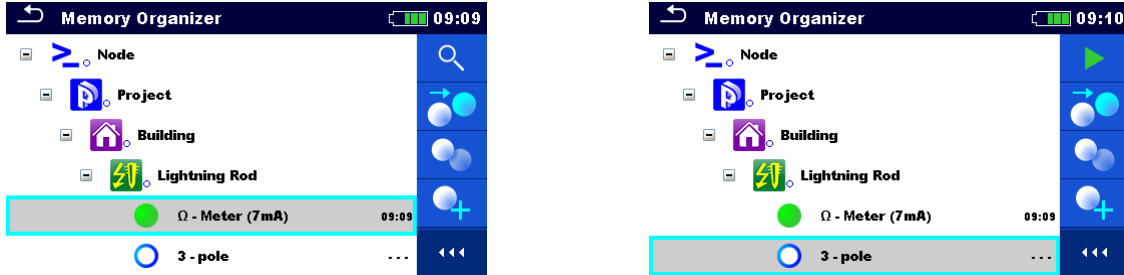 Memory Organizer 09:09
Node
Project
Building
Lightning Rod
Ω - Meter (7mA) 09:09
3 - pole - - -
Memory Organizer 09:10
Node
Project
Building
Lightning Rod
Ω - Meter (7mA) 09:09
3 - pole - - -